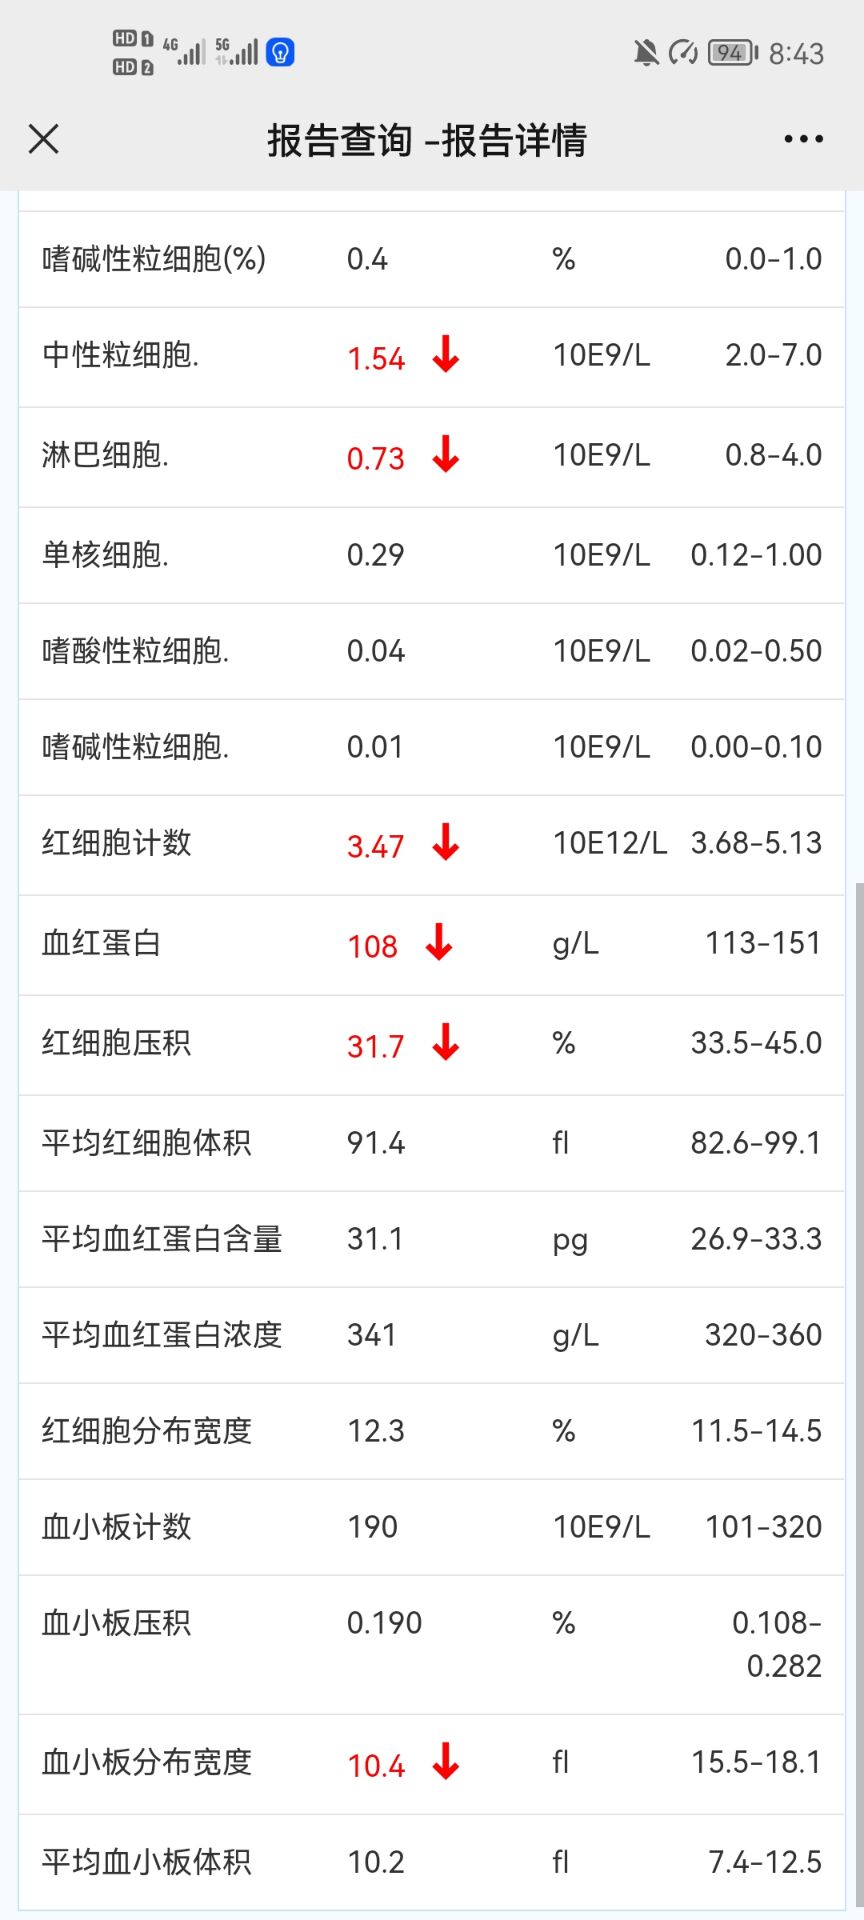 HD 1 4G 5G 94 8:43
HD 2
报告查询 -报告详情
嗜碱性粒细胞(%) 0.4 % 0.0-1.0
中性粒细胞. 1.54 ↓ 10E9/L 2.0-7.0
淋巴细胞. 0.73 ↓ 10E9/L 0.8-4.0
单核细胞. 0.29 10E9/L 0.12-1.00
嗜酸性粒细胞. 0.04 10E9/L 0.02-0.50
嗜碱性粒细胞. 0.01 10E9/L 0.00-0.10
红细胞计数 3.47 ↓ 10E12/L 3.68-5.13
血红蛋白 108 ↓ g/L 113-151
红细胞压积 31.7 ↓ % 33.5-45.0
平均红细胞体积 91.4 fl 82.6-99.1
平均血红蛋白含量 31.1 pg 26.9-33.3
平均血红蛋白浓度 341 g/L 320-360
红细胞分布宽度 12.3 % 11.5-14.5
血小板计数 190 10E9/L 101-320
血小板压积 0.190 % 0.108-
0.282
血小板分布宽度 10.4 ↓ fl 15.5-18.1
平均血小板体积 10.2 fl 7.4-12.5